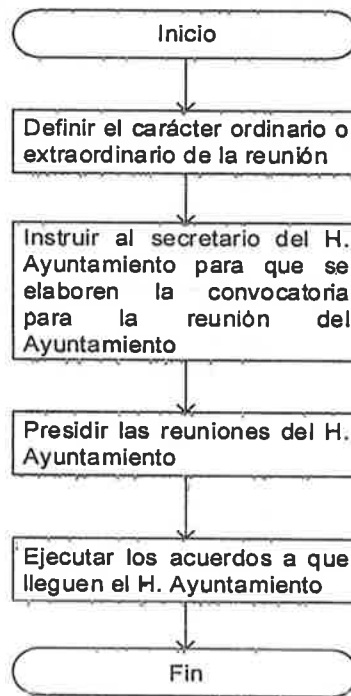 Inicio
Definir el carácter ordinario o
extraordinario de la reunión
Instruir al secretario del H.
Ayuntamiento para que se
elaboren la convocatoria
para la reunión del
Ayuntamiento
Presidir las reuniones del H.
Ayuntamiento
Ejecutar los acuerdos a que
lleguen el H. Ayuntamiento
Fin